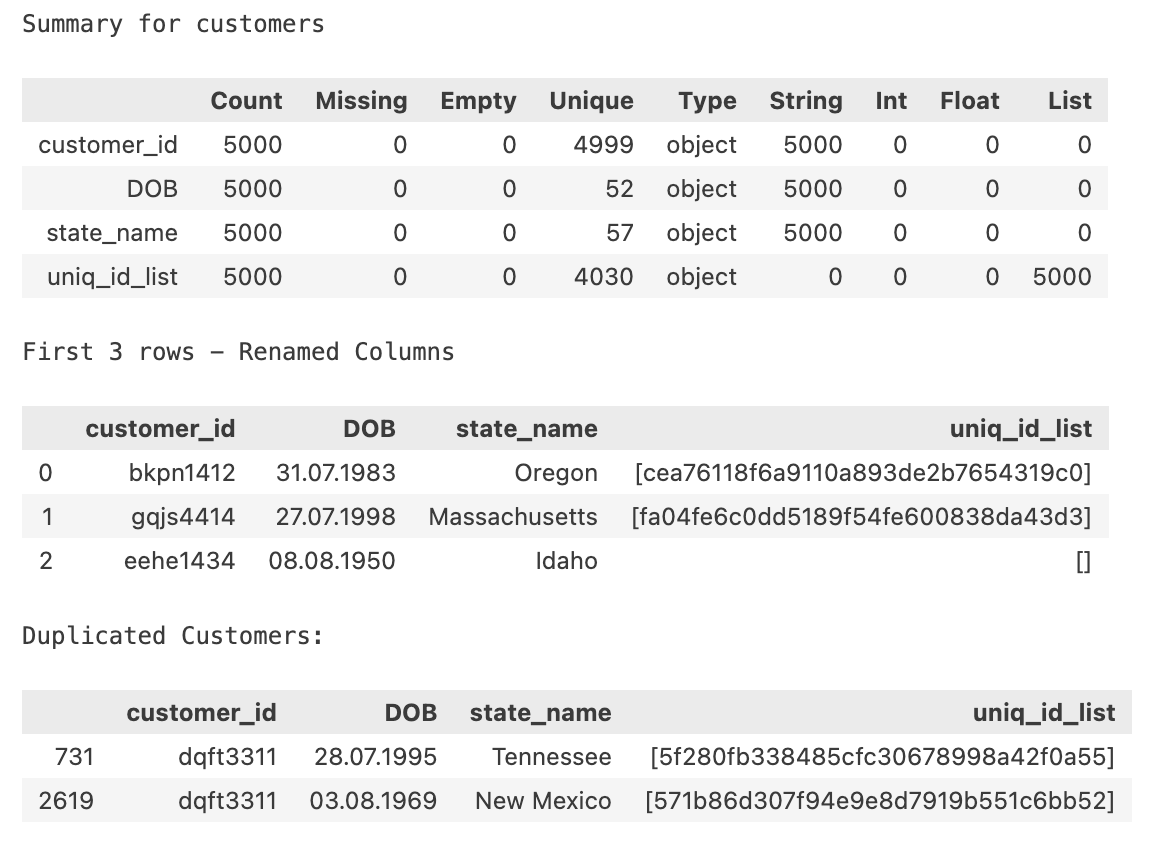 Summary for customers
Count Missing Empty Unique Type String Int Float List
customer_id 5000 0 0 4999 object 5000 0 0 0
DOB 5000 0 0 52 object 5000 0 0 0
state_name 5000 0 0 57 object 5000 0 0 0
uniq_id_list 5000 0 0 4030 object 0 0 0 5000
First 3 rows – Renamed Columns
customer_id DOB state_name uniq_id_list
0 bkpn1412 31.07.1983 Oregon [cea76118f6a9110a893de2b7654319c0]
1 gqjs4414 27.07.1998 Massachusetts [fa04fe6c0dd5189f54fe600838da43d3]
2 eehe1434 08.08.1950 Idaho []
Duplicated Customers:
customer_id DOB state_name uniq_id_list
731 dqft3311 28.07.1995 Tennessee [5f280fb338485cfc30678998a42f0a55]
2619 dqft3311 03.08.1969 New Mexico [571b86d307f94e9e8d7919b551c6bb52]